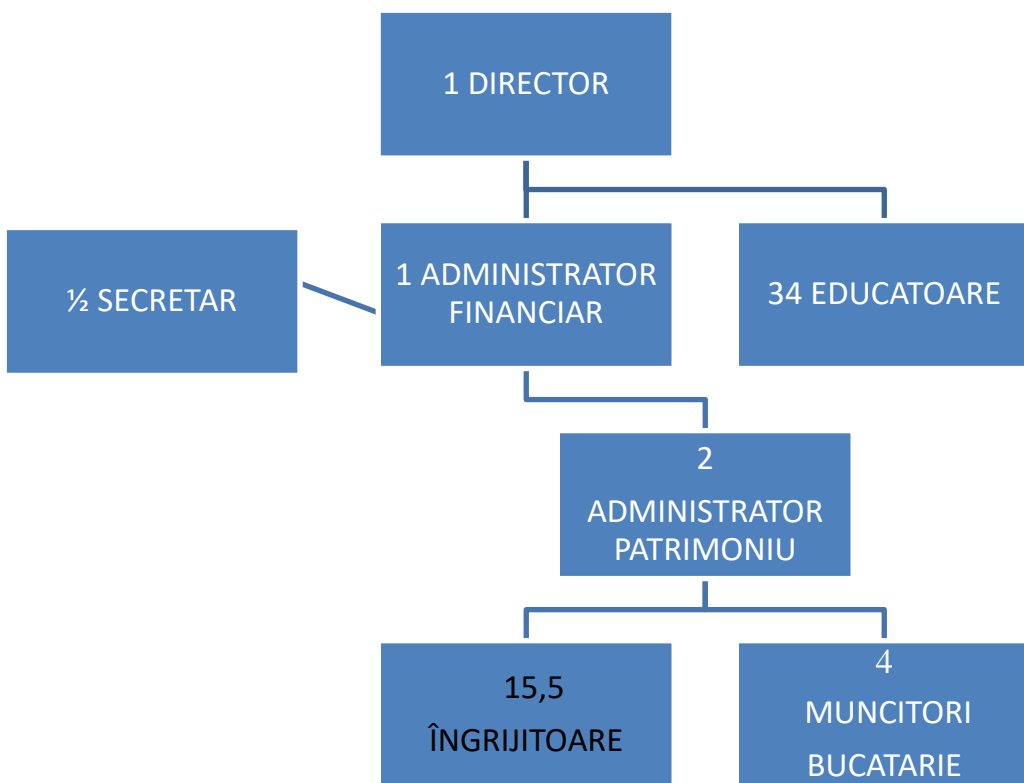 1 DIRECTOR
½ SECRETAR
1 ADMINISTRATOR
FINANCIAR
34 EDUCATOARE
2
ADMINISTRATOR
PATRIMONIU
15,5
ÎNGRIJITOARE
4
MUNCITORI
BUCATARIE